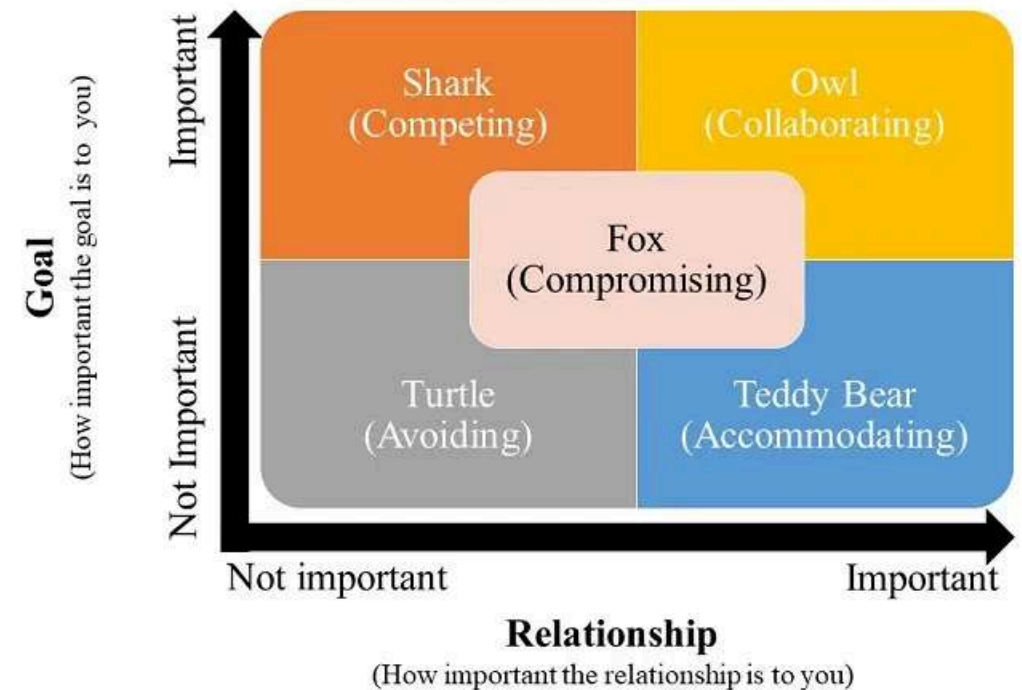 Goal
(How important the goal is to you)
Important
Not Important
Shark
(Competing)
Owl
(Collaborating)
Fox
(Compromising)
Turtle
(Avoiding)
Teddy Bear
(Accommodating)
Not important
Important
Relationship
(How important the relationship is to you)